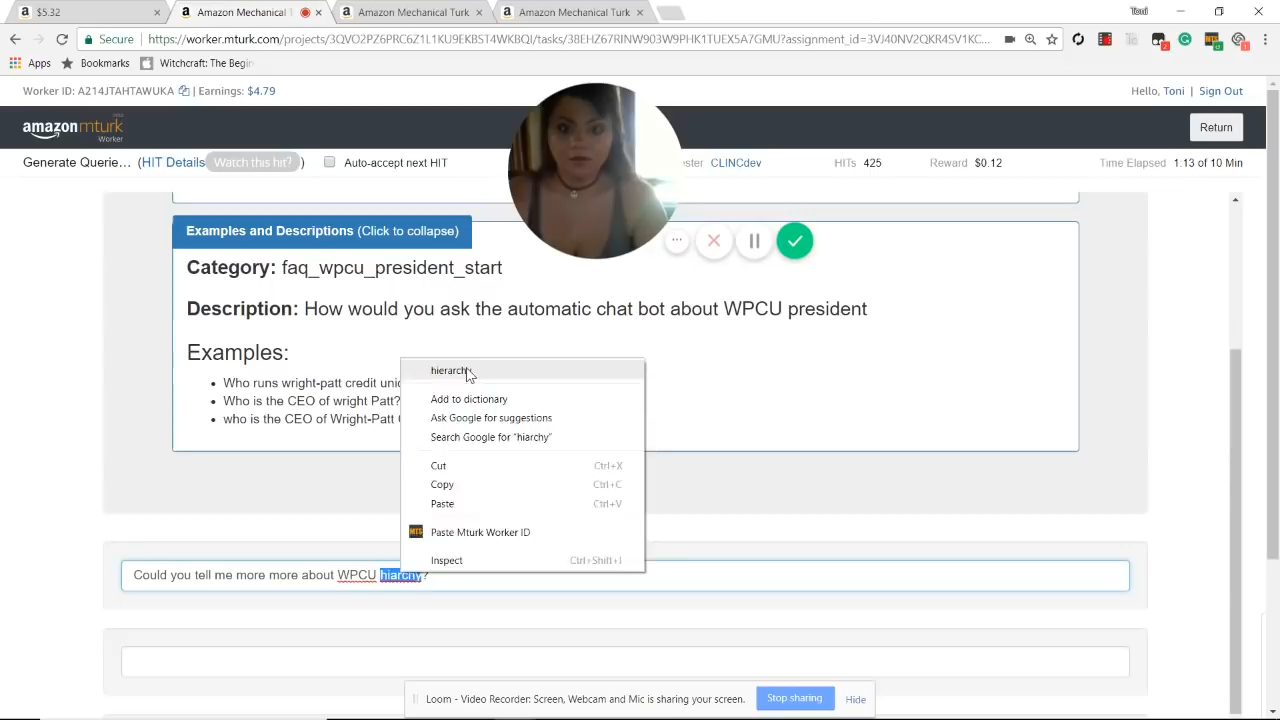 $5.32
Amazon Mechanical
Amazon Mechanical Turk
Amazon Mechanical Turk
Secure
https://worker.mturk.com/projects/3QVO2PZ6PRC6Z1L1KU9EKBST4WKBQI/tasks/38EHZ67RINW903W9PHK1TUEX5A7GMU?assignment_id=3VJ40NV2QKR4SV1KC...
Apps Bookmarks Witchcraft: The Begin
Worker ID: A214JTAHTAWUKA | Earnings: $4.79
Hello, Toni | Sign Out
amazon mturk
Worker
Return
Generate Querie... (HIT Details Watch this hit? Auto-accept next HIT
ester CLINCdev HITs 425 Reward $0.12 Time Elapsed 1.13 of 10 Min
Examples and Descriptions (Click to collapse)
Category: faq_wpcu_president_start
Description: How would you ask the automatic chat bot about WPCU president
Examples:
• Who runs wright-patt credit unio
• Who is the CEO of wright Patt?
• who is the CEO of Wright-Patt C
hierarchy
Add to dictionary
Ask Google for suggestions
Search Google for "hiarchy"
Cut Ctrl+X
Copy Ctrl+C
Paste Ctrl+V
MTS Paste Mturk Worker ID
Inspect Ctrl+Shift+I
Could you tell me more more about WPCU hiarchy?
Loom - Video Recorder: Screen, Webcam and Mic is sharing your screen. Stop sharing Hide